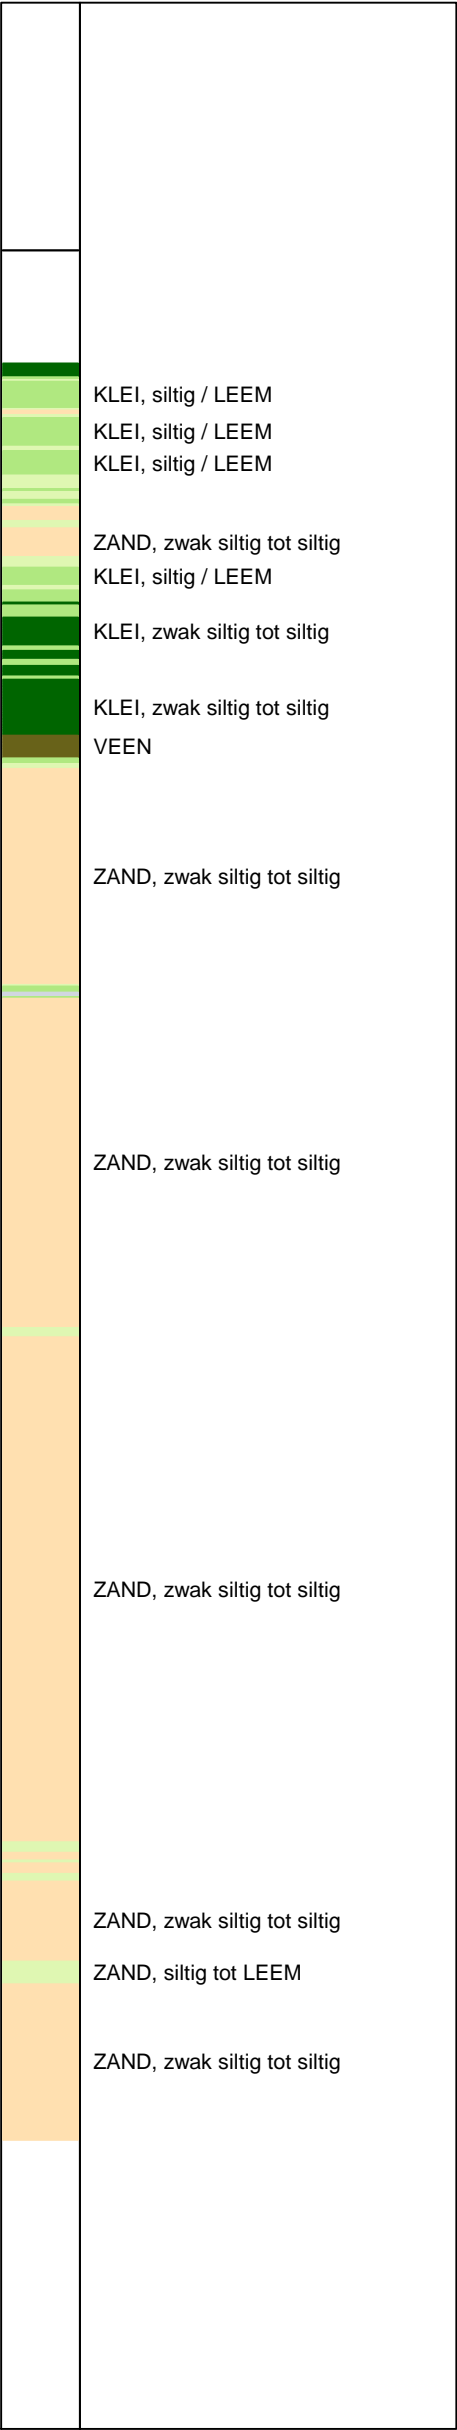 KLEI, siltig / LEEM
KLEI, siltig / LEEM
KLEI, siltig / LEEM
ZAND, zwak siltig tot siltig
KLEI, siltig / LEEM
KLEI, zwak siltig tot siltig
KLEI, zwak siltig tot siltig
VEEN
ZAND, zwak siltig tot siltig
ZAND, zwak siltig tot siltig
ZAND, zwak siltig tot siltig
ZAND, zwak siltig tot siltig
ZAND, siltig tot LEEM
ZAND, zwak siltig tot siltig